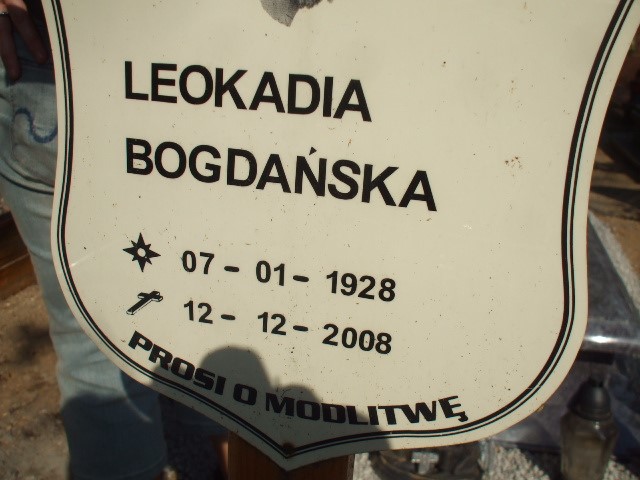 LEOKADIA
BOGDAŃSKA
07 - 01 - 1928
12 - 12 - 2008
PROSI O MODLITWĘ